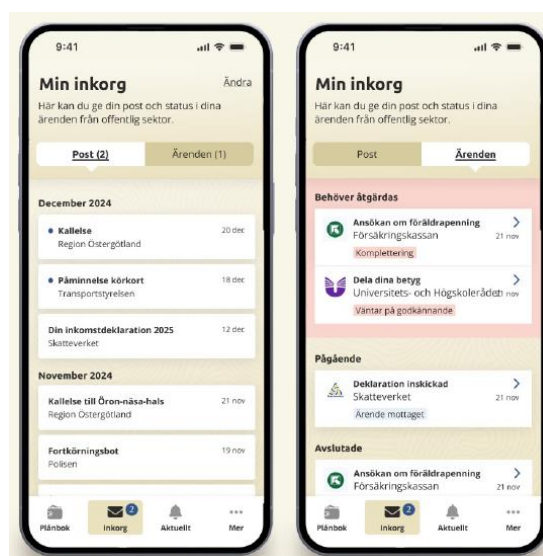 9:41
Min inkorg
Ändra
Här kan du ge din post och status i dina
ärenden från offentlig sektor.
Post (2)
Ärenden (1)
December 2024
Kallelse
20 dec
Region Östergötland
Påminnelse körkort
18 dec
Transportstyrelsen
Din inkomstdeklaration 2025
12 dec
Skatteverket
November 2024
Kallelse till Öron-näsa-hals
21 nov
Region Östergötland
Fortkörningsbot
19 nov
Polisen
Plånbok
2
Inkorg
Aktuellt
Mer
9:41
Min inkorg
Här kan du ge din post och status i dina
ärenden från offentlig sektor.
Post
Ärenden
Behöver åtgärdas
Ansökan om föräldrapenning
Försäkringskassan
21 nov
Komplettering
Dela dina betyg
Universitets- och Högskolerådet
nov
Väntar på godkännande
Pågående
Deklaration inskickad
Skatteverket
21 nov
Ärende mottaget
Avslutade
Ansökan om föräldrapenning
Försäkringskassan
21 nov
Plånbok
2
Inkorg
Aktuellt
Mer